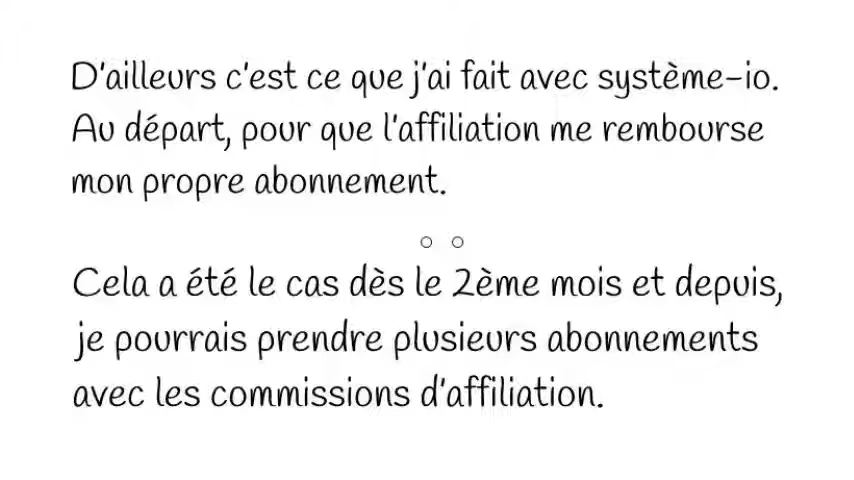 D'ailleurs c'est ce que j'ai fait avec système-io.
Au départ, pour que l'affiliation me rembourse
mon propre abonnement.
Cela a été le cas dès le 2ème mois et depuis,
je pourrais prendre plusieurs abonnements
avec les commissions d'affiliation.